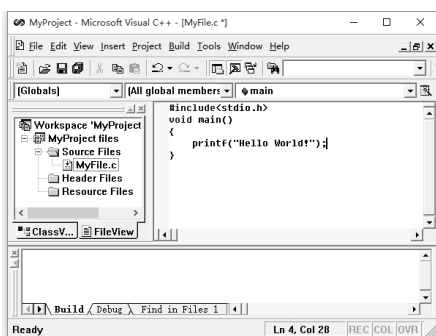 MyProject - Microsoft Visual C++ - [MyFile.c *]
File Edit View Insert Project Build Tools Window Help
(Globals) (All global members main
Workspace 'MyProject
MyProject files
Source Files
MyFile.c
Header Files
Resource Files
ClassV... FileView
#include<stdio.h>
void main()
{
printf("Hello World!");
}
Build Debug Find in Files 1
Ready Ln 4, Col 28 REC COL OVR